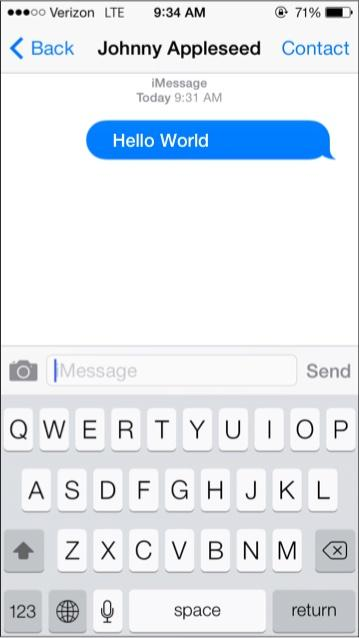 Verizon LTE 9:34 AM 71%
Back Johnny Appleseed Contact
iMessage
Today 9:31 AM
Hello World
iMessage Send
Q W E R T Y U I O P
A S D F G H J K L
Z X C V B N M
123 space return